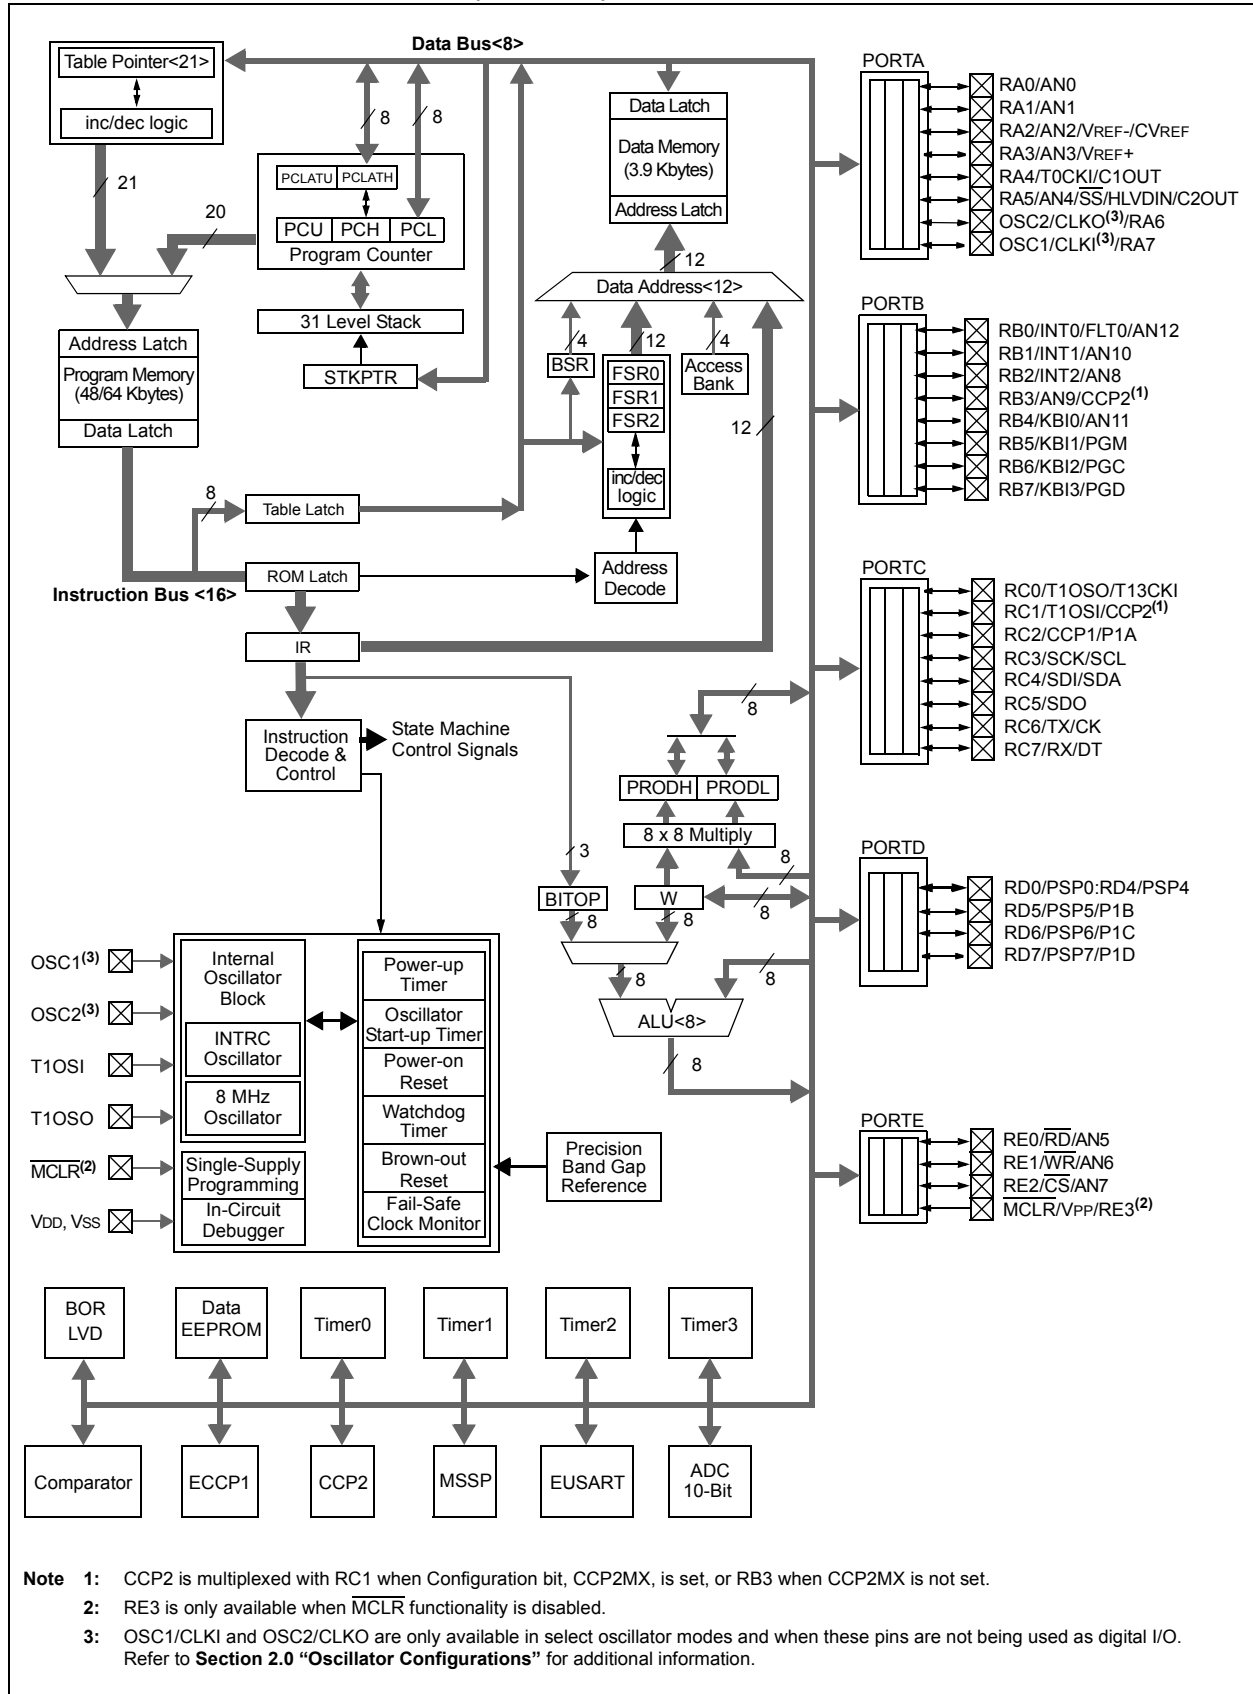 Data Bus<8>
Table Pointer<21>
inc/dec logic
21
20
8
8
PCLATU PCLATH
PCU PCH PCL
Program Counter
31 Level Stack
STKPTR
Address Latch
Program Memory
(48/64 Kbytes)
Data Latch
8
Table Latch
ROM Latch
Instruction Bus <16>
IR
Instruction
Decode &
Control
State Machine
Control Signals
Data Latch
Data Memory
(3.9 Kbytes)
Address Latch
12
Data Address<12>
4
12
4
BSR
FSR0
FSR1
FSR2
inc/dec
logic
Access
Bank
12
Address
Decode
8
PRODH PRODL
8 x 8 Multiply
3
8
BITOP
W
8
8
8
8
8
ALU<8>
8
PORTA
RA0/AN0
RA1/AN1
RA2/AN2/VREF-/CVREF
RA3/AN3/VREF+
RA4/T0CKI/C1OUT
RA5/AN4/SS/HLVDIN/C2OUT
OSC2/CLKO(3)/RA6
OSC1/CLKI(3)/RA7
PORTB
RB0/INT0/FLT0/AN12
RB1/INT1/AN10
RB2/INT2/AN8
RB3/AN9/CCP2(1)
RB4/KBI0/AN11
RB5/KBI1/PGM
RB6/KBI2/PGC
RB7/KBI3/PGD
PORTC
RC0/T1OSO/T13CKI
RC1/T1OSI/CCP2(1)
RC2/CCP1/P1A
RC3/SCK/SCL
RC4/SDI/SDA
RC5/SDO
RC6/TX/CK
RC7/RX/DT
PORTD
RD0/PSP0:RD4/PSP4
RD5/PSP5/P1B
RD6/PSP6/P1C
RD7/PSP7/P1D
PORTE
RE0/RD/AN5
RE1/WR/AN6
RE2/CS/AN7
MCLR/VPP/RE3(2)
OSC1(3)
OSC2(3)
T1OSI
T1OSO
MCLR(2)
VDD, VSS
Internal
Oscillator
Block
INTRC
Oscillator
8 MHz
Oscillator
Single-Supply
Programming
In-Circuit
Debugger
Power-up
Timer
Oscillator
Start-up Timer
Power-on
Reset
Watchdog
Timer
Brown-out
Reset
Fail-Safe
Clock Monitor
Precision
Band Gap
Reference
BOR
LVD
Data
EEPROM
Timer0
Timer1
Timer2
Timer3
Comparator
ECCP1
CCP2
MSSP
EUSART
ADC
10-Bit
Note 1: CCP2 is multiplexed with RC1 when Configuration bit, CCP2MX, is set, or RB3 when CCP2MX is not set.
2: RE3 is only available when MCLR functionality is disabled.
3: OSC1/CLKI and OSC2/CLKO are only available in select oscillator modes and when these pins are not being used as digital I/O.
Refer to Section 2.0 “Oscillator Configurations” for additional information.